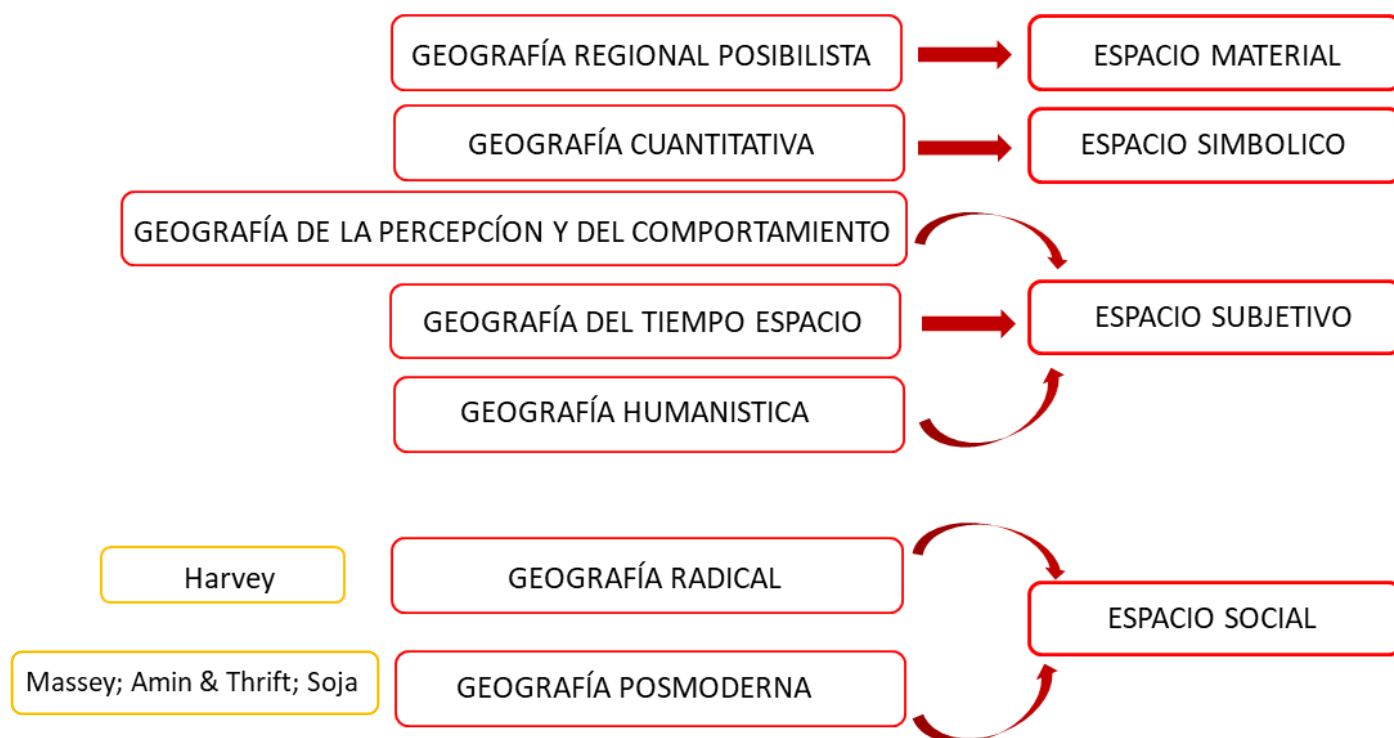 GEOGRAFÍA REGIONAL POSIBILISTA
ESPACIO MATERIAL
GEOGRAFÍA CUANTITATIVA
ESPACIO SIMBOLICO
GEOGRAFÍA DE LA PERCEPCÍON Y DEL COMPORTAMIENTO
GEOGRAFÍA DEL TIEMPO ESPACIO
ESPACIO SUBJETIVO
GEOGRAFÍA HUMANISTICA
Harvey
GEOGRAFÍA RADICAL
ESPACIO SOCIAL
Massey; Amin & Thrift; Soja
GEOGRAFÍA POSMODERNA